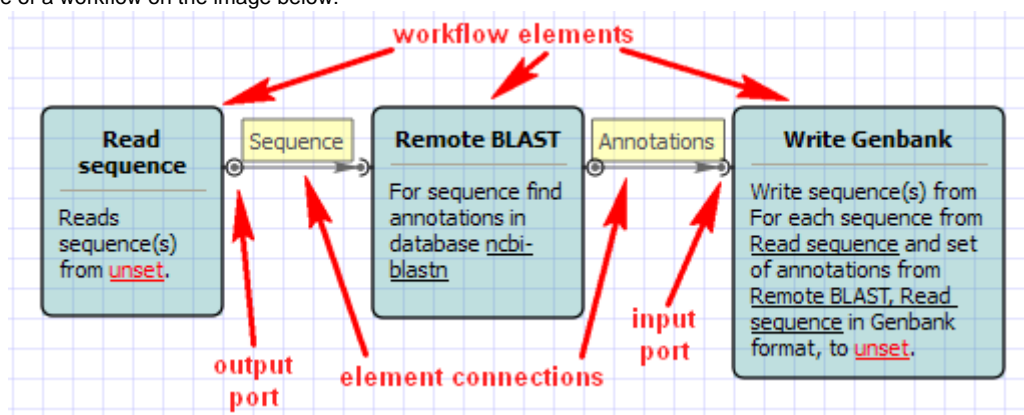 e of a workflow on the image below.
workflow elements
Read
sequence
Reads
sequence(s)
from unset.
Sequence
Remote BLAST
For sequence find
annotations in
database ncbi-
blastn
Annotations
Write Genbank
Write sequence(s) from
For each sequence from
Read sequence and set
of annotations from
Remote BLAST, Read
sequence in Genbank
format, to unset.
output
port
element connections
input
port